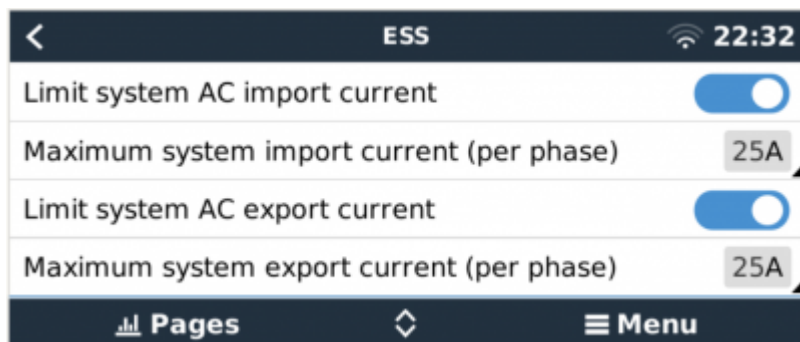 ESS 22:32
Limit system AC import current
Maximum system import current (per phase) 25A
Limit system AC export current
Maximum system export current (per phase) 25A
Pages Menu